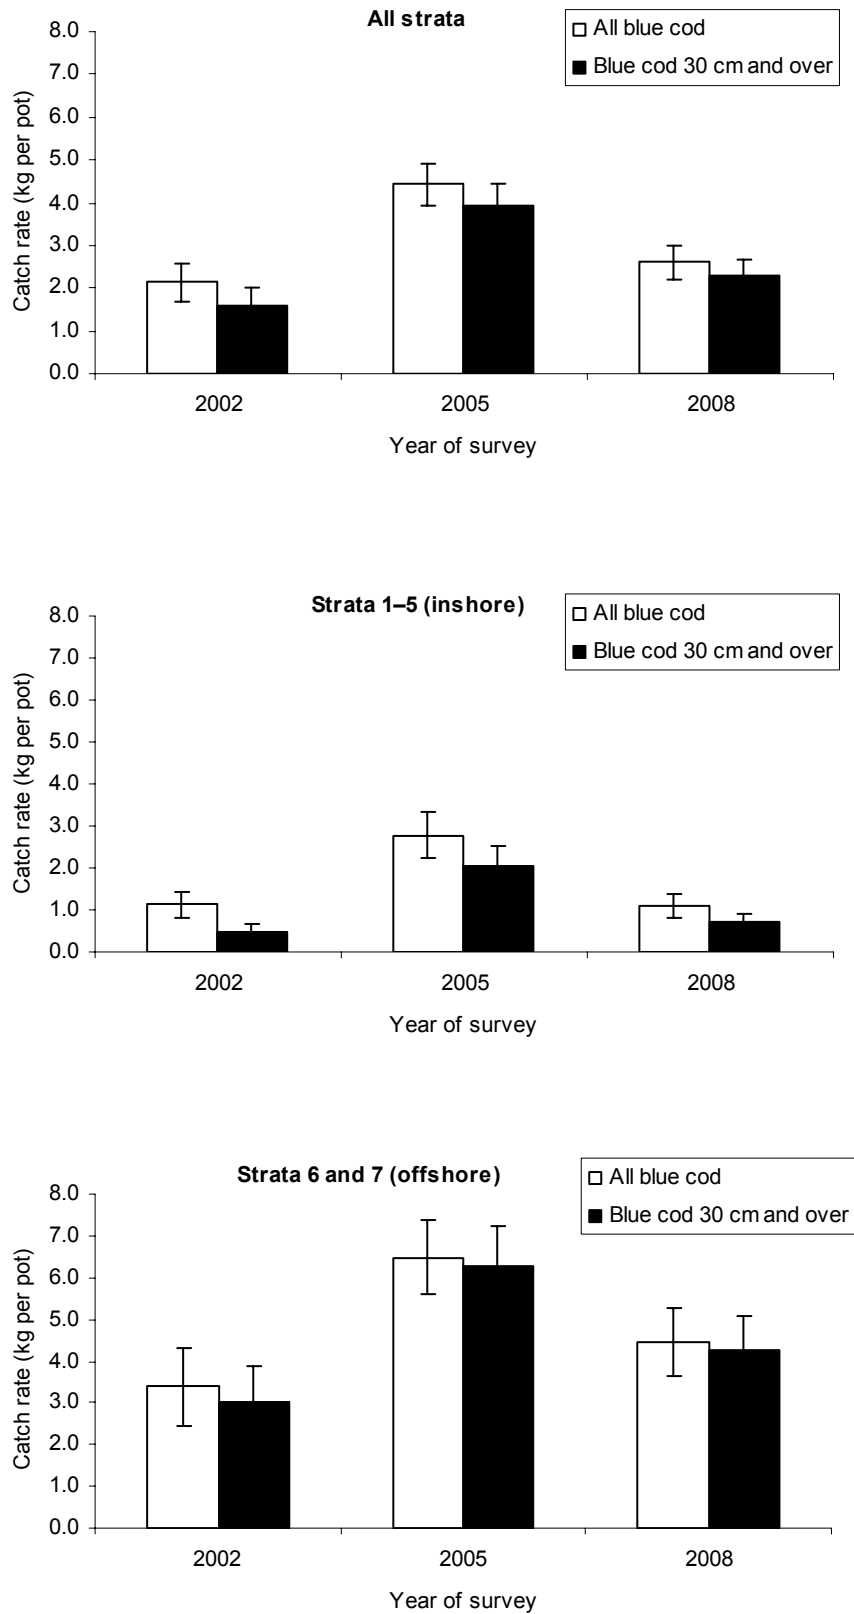 All strata
All blue cod
Blue cod 30 cm and over
8.0
7.0
6.0
5.0
4.0
3.0
2.0
1.0
0.0
Catch rate (kg per pot)
2002 2005 2008
Year of survey
Strata 1–5 (inshore)
All blue cod
Blue cod 30 cm and over
8.0
7.0
6.0
5.0
4.0
3.0
2.0
1.0
0.0
Catch rate (kg per pot)
2002 2005 2008
Year of survey
Strata 6 and 7 (offshore)
All blue cod
Blue cod 30 cm and over
8.0
7.0
6.0
5.0
4.0
3.0
2.0
1.0
0.0
Catch rate (kg per pot)
2002 2005 2008
Year of survey